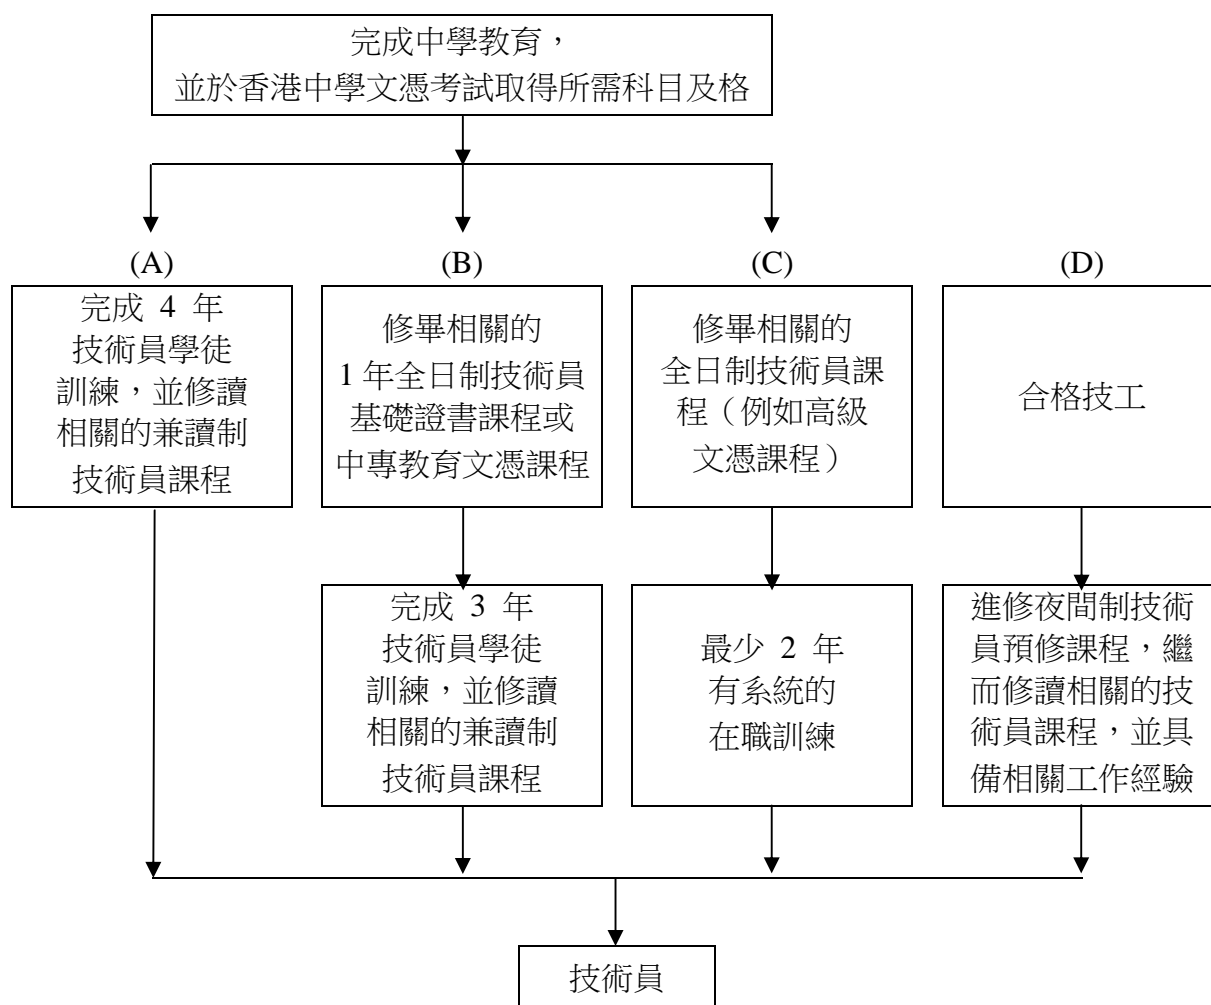 完成中學教育，
並於香港中學文憑考試取得所需科目及格
(A)
完成 4 年
技術員學徒
訓練，並修讀
相關的兼讀制
技術員課程
(B)
修畢相關的
1 年全日制技術員
基礎證書課程或
中專教育文憑課程
(C)
修畢相關的
全日制技術員課
程（例如高級
文憑課程）
(D)
合格技工
完成 3 年
技術員學徒
訓練，並修讀
相關的兼讀制
技術員課程
最少 2 年
有系統的
在職訓練
進修夜間制技術
員預修課程，繼
而修讀相關的技
術員課程，並具
備相關工作經驗
技術員